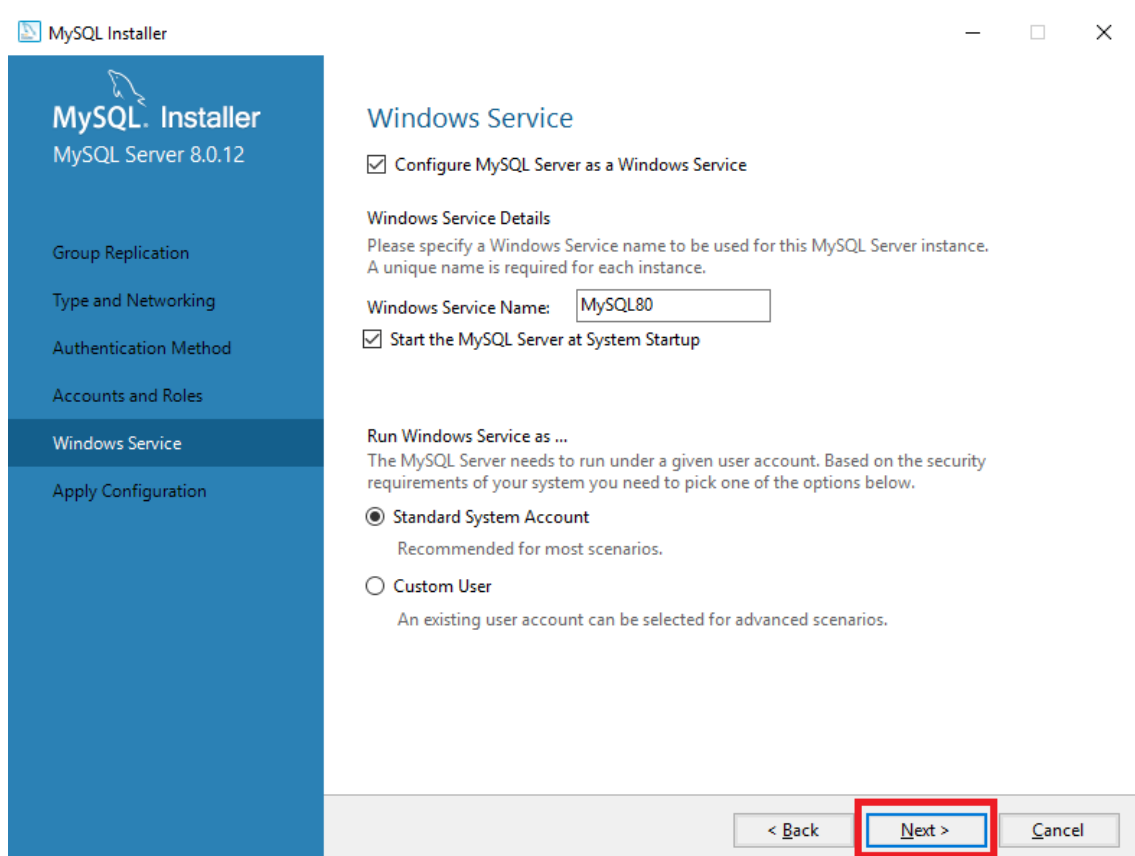 MySQL Installer
MySQL. Installer
MySQL Server 8.0.12
Group Replication
Type and Networking
Authentication Method
Accounts and Roles
Windows Service
Apply Configuration
Windows Service
Configure MySQL Server as a Windows Service
Windows Service Details
Please specify a Windows Service name to be used for this MySQL Server instance.
A unique name is required for each instance.
Windows Service Name: MySQL80
Start the MySQL Server at System Startup
Run Windows Service as ...
The MySQL Server needs to run under a given user account. Based on the security
requirements of your system you need to pick one of the options below.
Standard System Account
Recommended for most scenarios.
Custom User
An existing user account can be selected for advanced scenarios.
< Back Next > Cancel